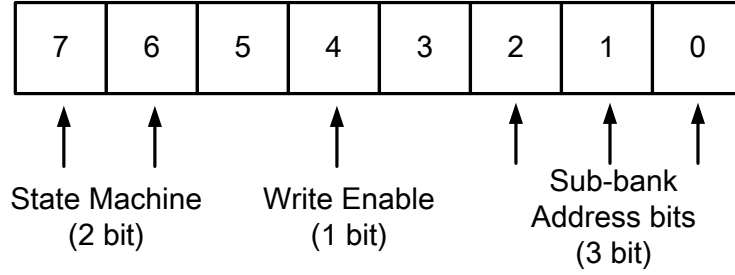 7 6 5 4 3 2 1 0
State Machine
(2 bit)
Write Enable
(1 bit)
Sub-bank
Address bits
(3 bit)